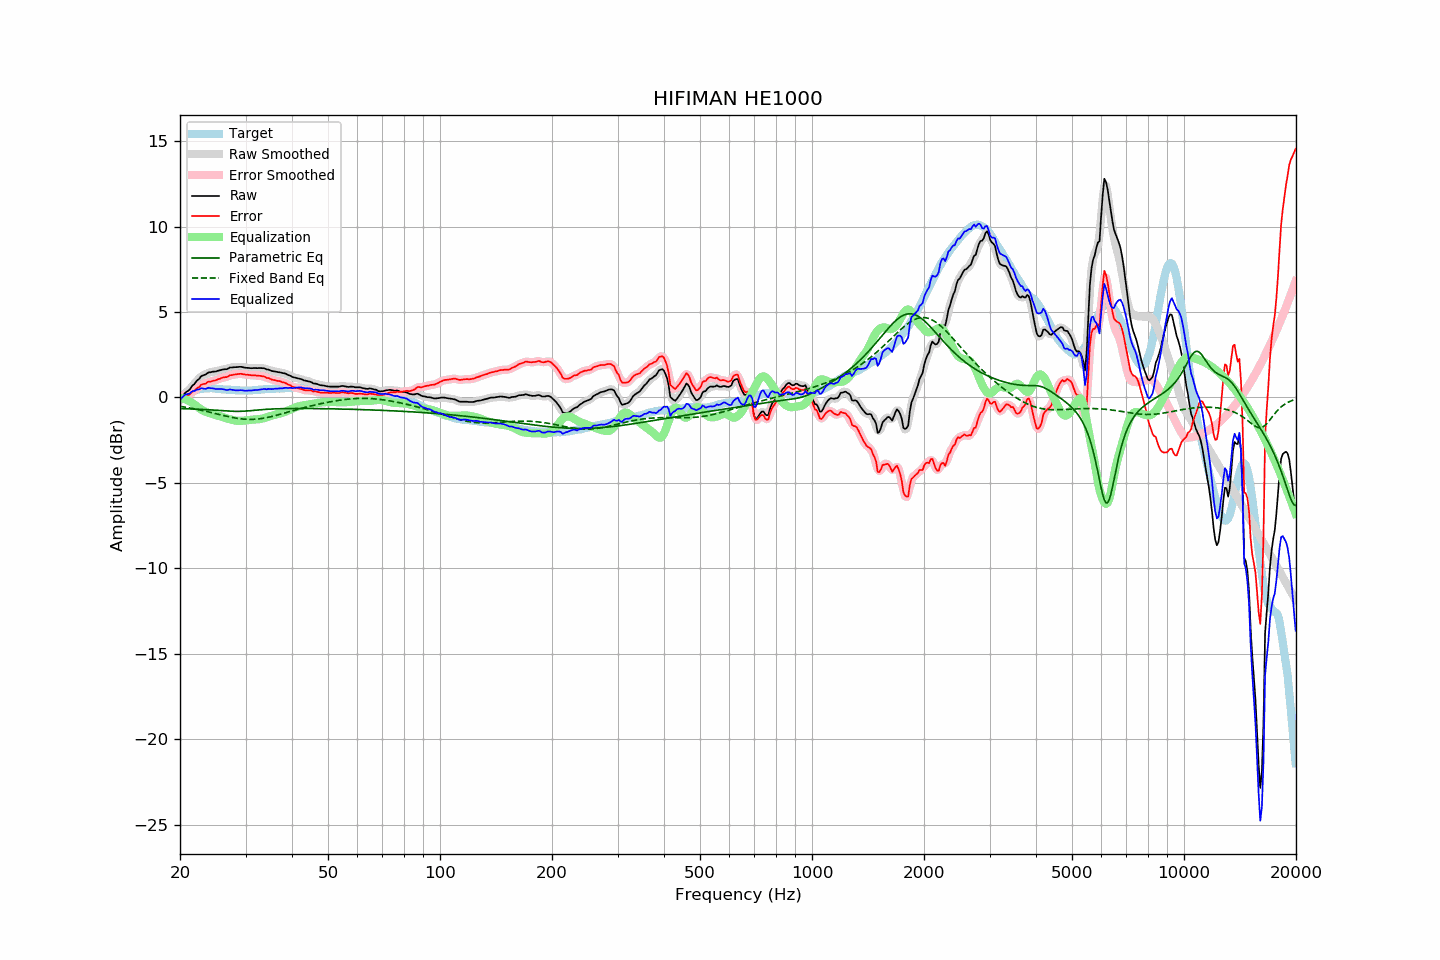 HIFIMAN HE1000
Target
Raw Smoothed
Error Smoothed
Raw
Error
Equalization
Parametric Eq
Fixed Band Eq
Equalized
15
10
5
0
−5
−10
−15
−20
−25
Amplitude (dBr)
20 50 100 200 500 1000 2000 5000 10000 20000
Frequency (Hz)